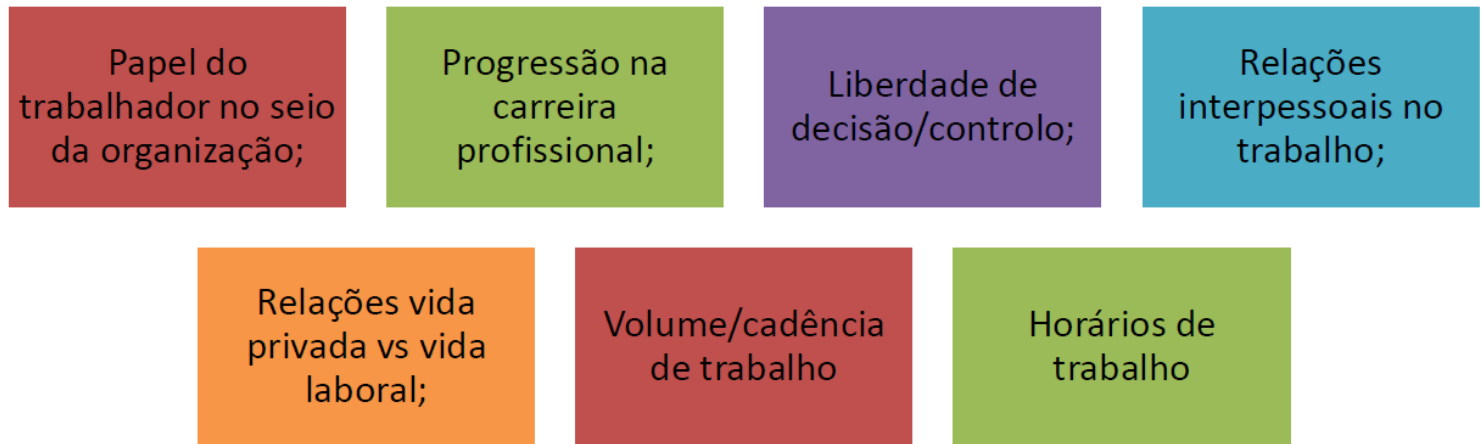 Papel do
trabalhador no seio
da organização;
Progressão na
carreira
profissional;
Liberdade de
decisão/controlo;
Relações
interpessoais no
trabalho;
Relações vida
privada vs vida
laboral;
Volume/cadência
de trabalho
Horários de
trabalho